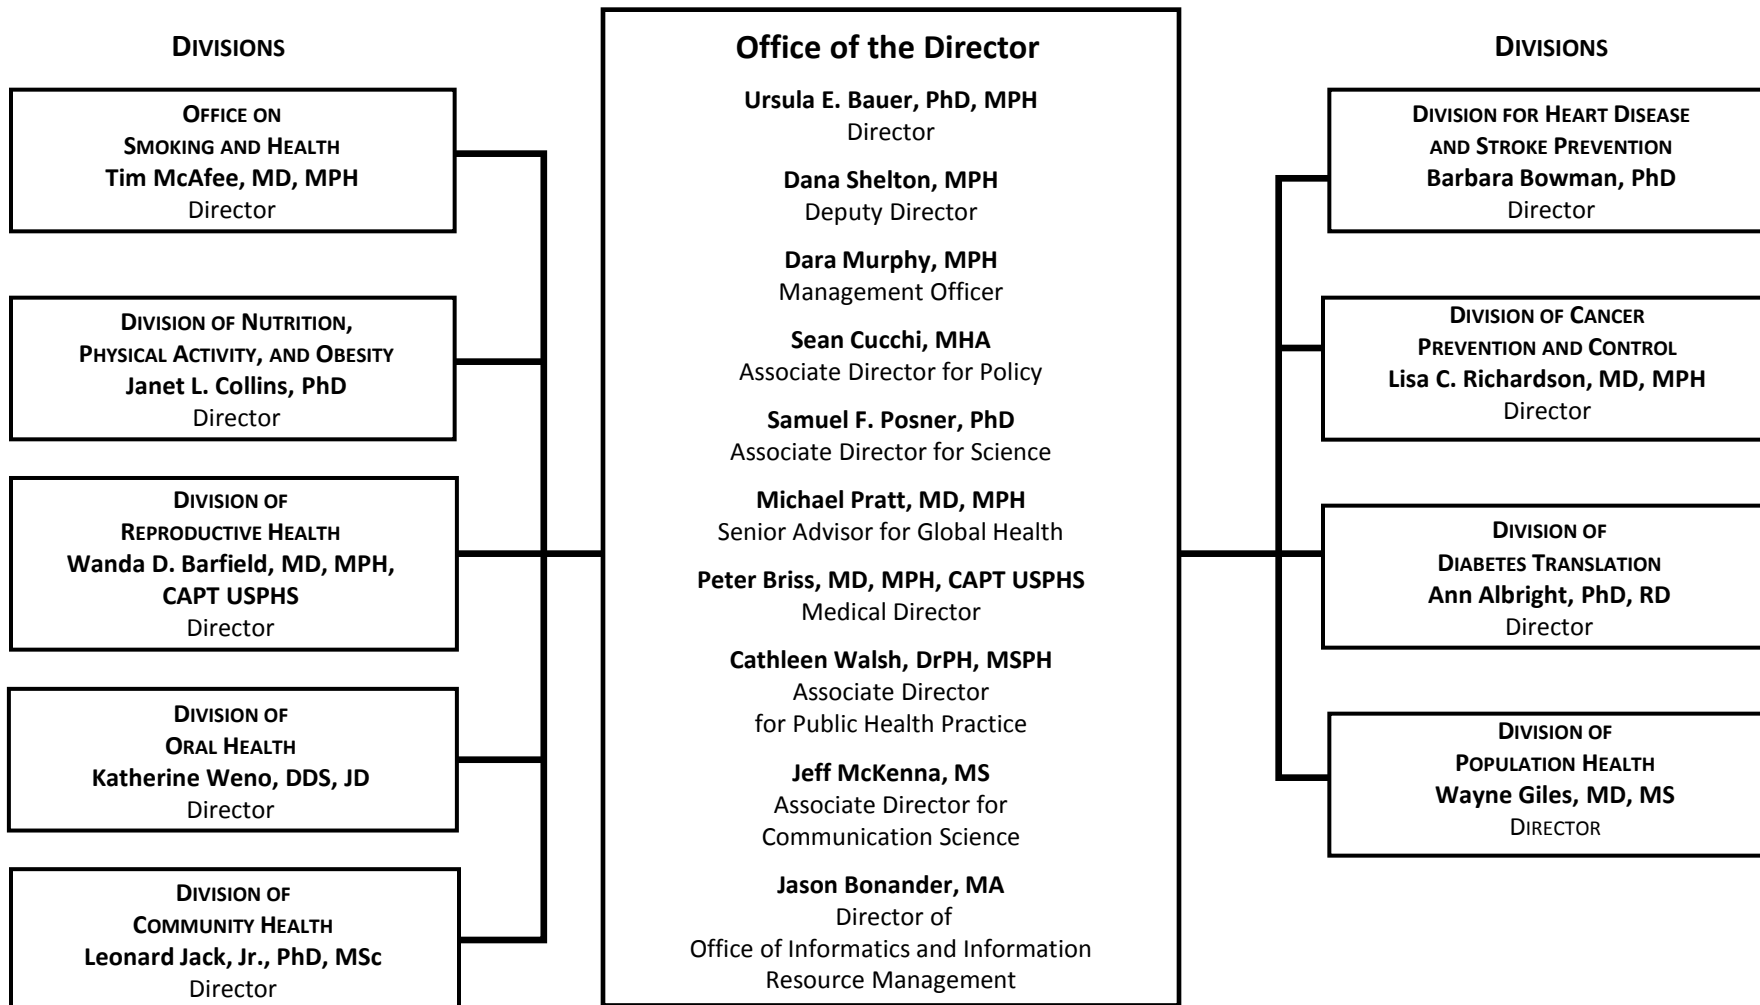 DIVISIONS
OFFICE ON
SMOKING AND HEALTH
Tim McAfee, MD, MPH
Director
DIVISION OF NUTRITION,
PHYSICAL ACTIVITY, AND OBESITY
Janet L. Collins, PhD
Director
DIVISION OF
REPRODUCTIVE HEALTH
Wanda D. Barfield, MD, MPH,
CAPT USPHS
Director
DIVISION OF
ORAL HEALTH
Katherine Weno, DDS, JD
Director
DIVISION OF
COMMUNITY HEALTH
Leonard Jack, Jr., PhD, MSc
Director
Office of the Director
Ursula E. Bauer, PhD, MPH
Director
Dana Shelton, MPH
Deputy Director
Dara Murphy, MPH
Management Officer
Sean Cucchi, MHA
Associate Director for Policy
Samuel F. Posner, PhD
Associate Director for Science
Michael Pratt, MD, MPH
Senior Advisor for Global Health
Peter Briss, MD, MPH, CAPT USPHS
Medical Director
Cathleen Walsh, DrPH, MSPH
Associate Director
for Public Health Practice
Jeff McKenna, MS
Associate Director for
Communication Science
Jason Bonander, MA
Director of
Office of Informatics and Information
Resource Management
DIVISIONS
DIVISION FOR HEART DISEASE
AND STROKE PREVENTION
Barbara Bowman, PhD
Director
DIVISION OF CANCER
PREVENTION AND CONTROL
Lisa C. Richardson, MD, MPH
Director
DIVISION OF
DIABETES TRANSLATION
Ann Albright, PhD, RD
Director
DIVISION OF
POPULATION HEALTH
Wayne Giles, MD, MS
DIRECTOR